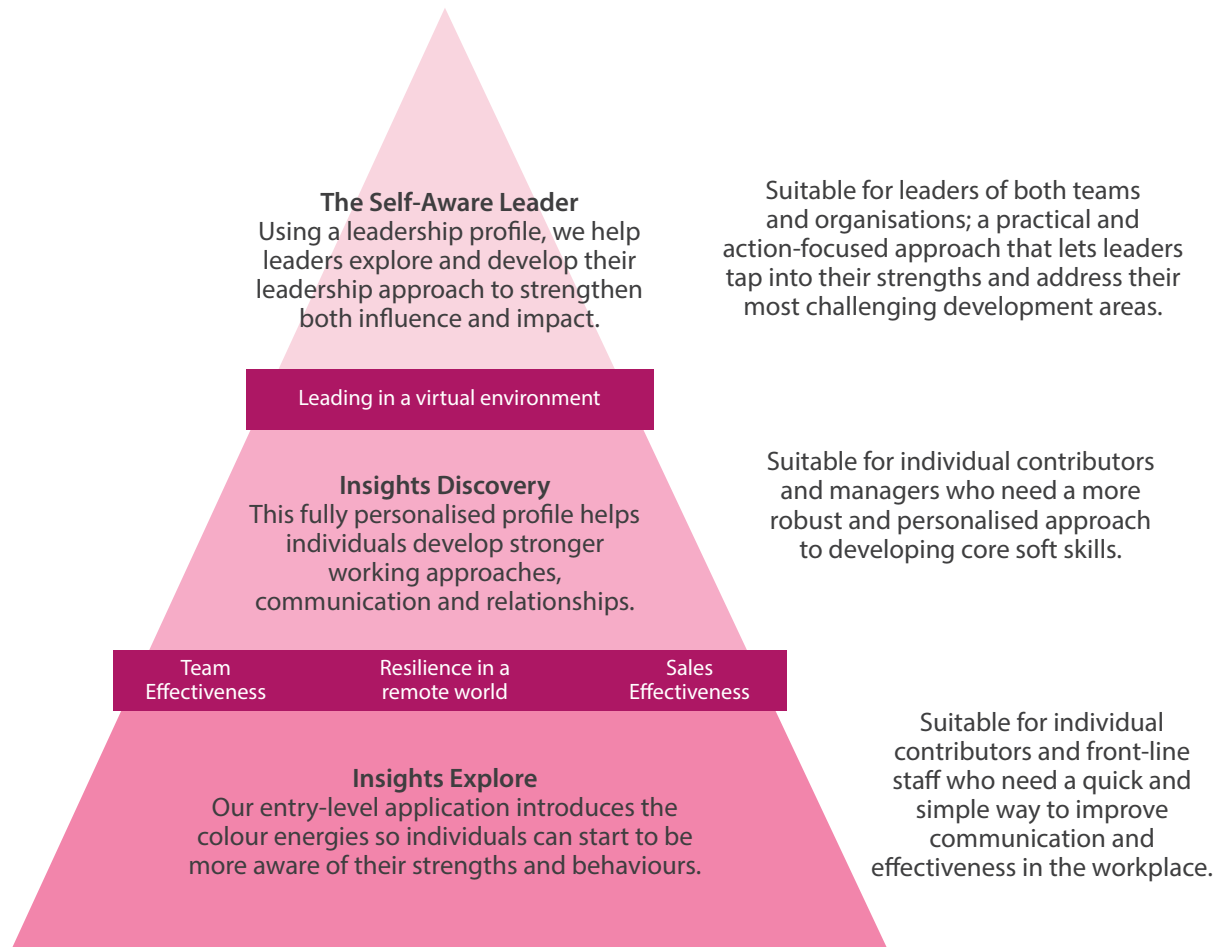 The Self-Aware Leader
Using a leadership profile, we help
leaders explore and develop their
leadership approach to strengthen
both influence and impact.
Suitable for leaders of both teams
and organisations; a practical and
action-focused approach that lets leaders
tap into their strengths and address their
most challenging development areas.
Leading in a virtual environment
Insights Discovery
This fully personalised profile helps
individuals develop stronger
working approaches,
communication and relationships.
Suitable for individual contributors
and managers who need a more
robust and personalised approach
to developing core soft skills.
Team
Effectiveness
Resilience in a
remote world
Sales
Effectiveness
Insights Explore
Our entry-level application introduces the
colour energies so individuals can start to be
more aware of their strengths and behaviours.
Suitable for individual
contributors and front-line
staff who need a quick and
simple way to improve
communication and
effectiveness in the workplace.